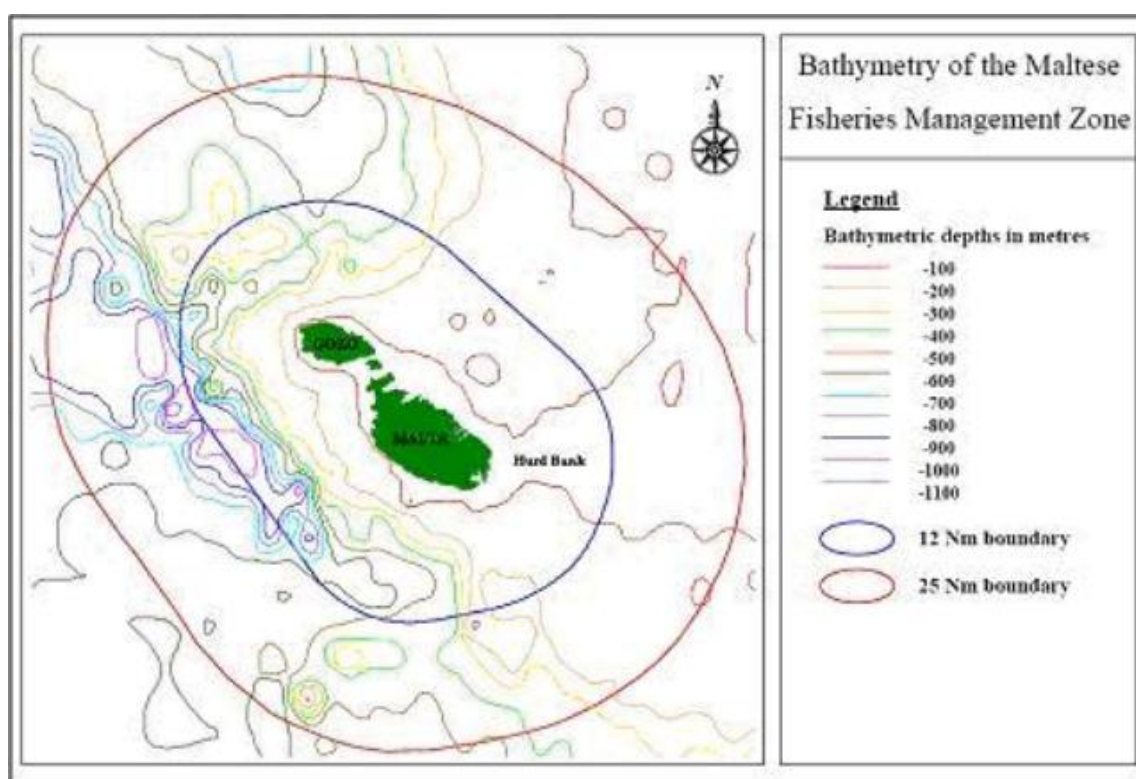 Bathymetry of the Maltese
Fisheries Management Zone
N
Legend
Bathymetric depths in metres
-100
-200
-300
-400
-500
-600
-700
-800
-900
-1000
-1100
12 Nm boundary
25 Nm boundary
GOZO
MALTA
Hurd Bank